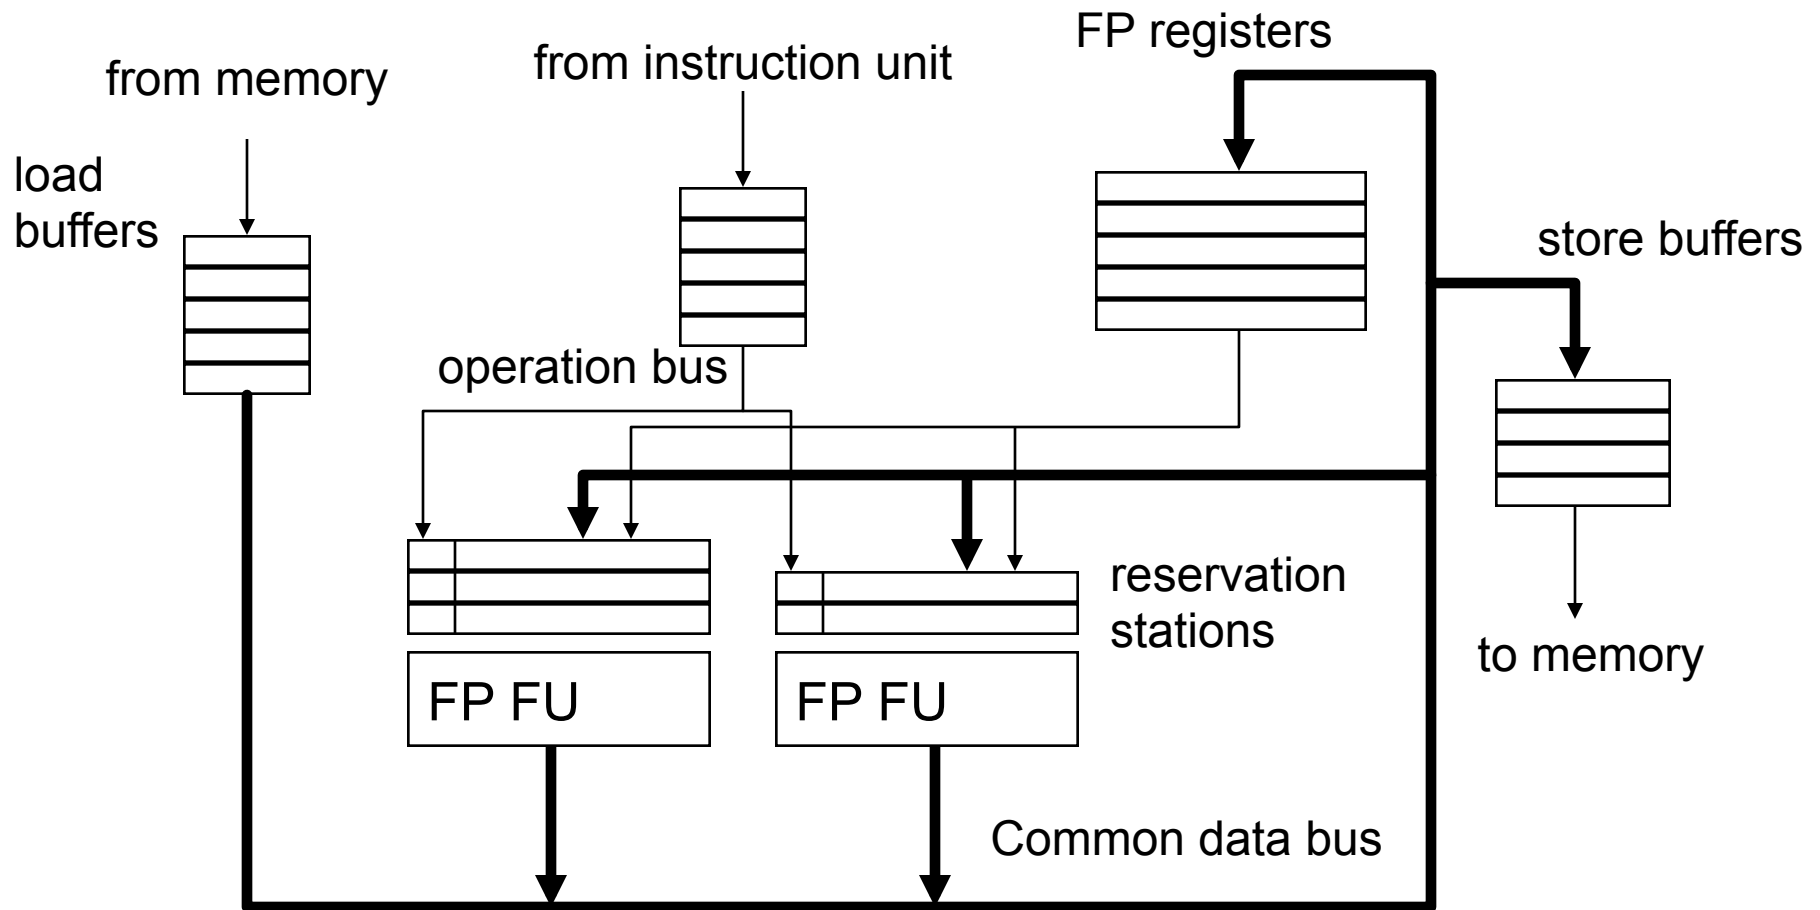 FP registers
from instruction unit
from memory
load
buffers
store buffers
operation bus
reservation
stations
to memory
FP FU
FP FU
Common data bus